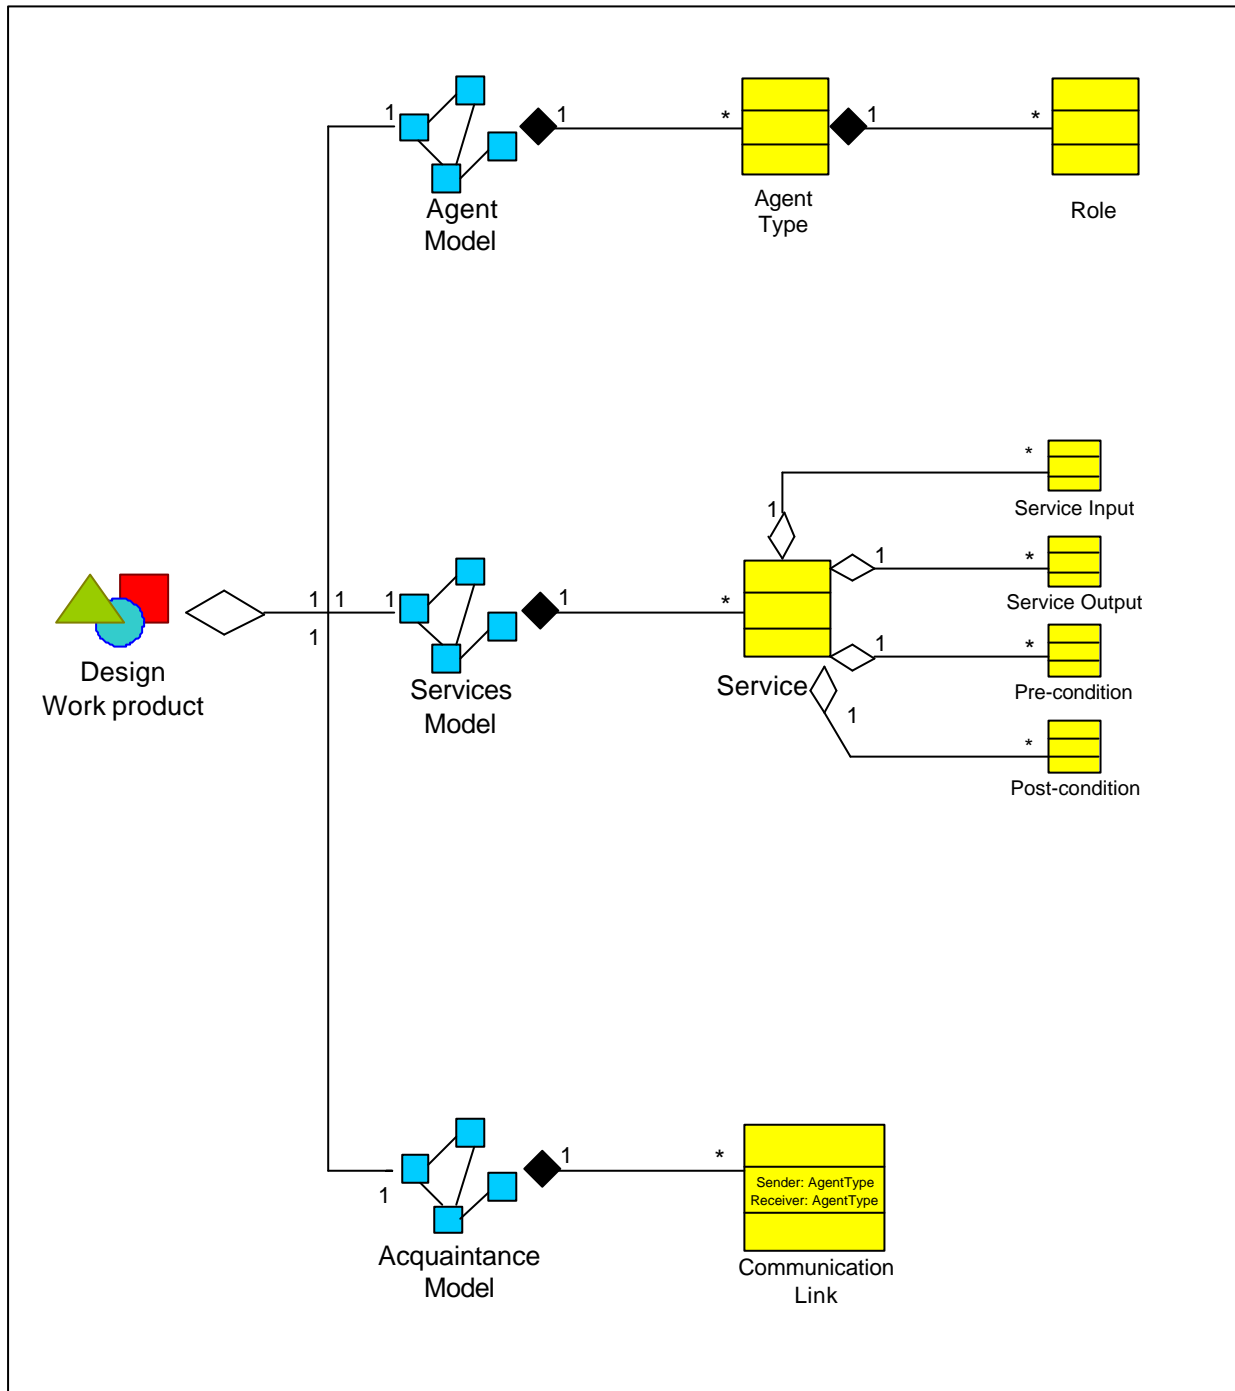 1
1
*
1
*
Agent
Model
Agent
Type
Role
*
Service Input
1
1
*
Service Output
1
1
1
1
1
*
Design
Work product
Services
Model
Service
1
*
Pre-condition
1
*
Post-condition
1
1
*
Sender: AgentType
Receiver: AgentType
Acquaintance
Model
Communication
Link